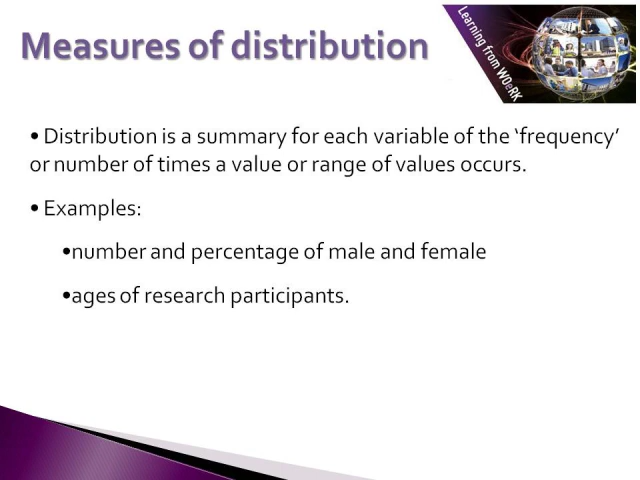 Measures of distribution
Learning from WOeRK
• Distribution is a summary for each variable of the ‘frequency’
or number of times a value or range of values occurs.
• Examples:
•number and percentage of male and female
•ages of research participants.